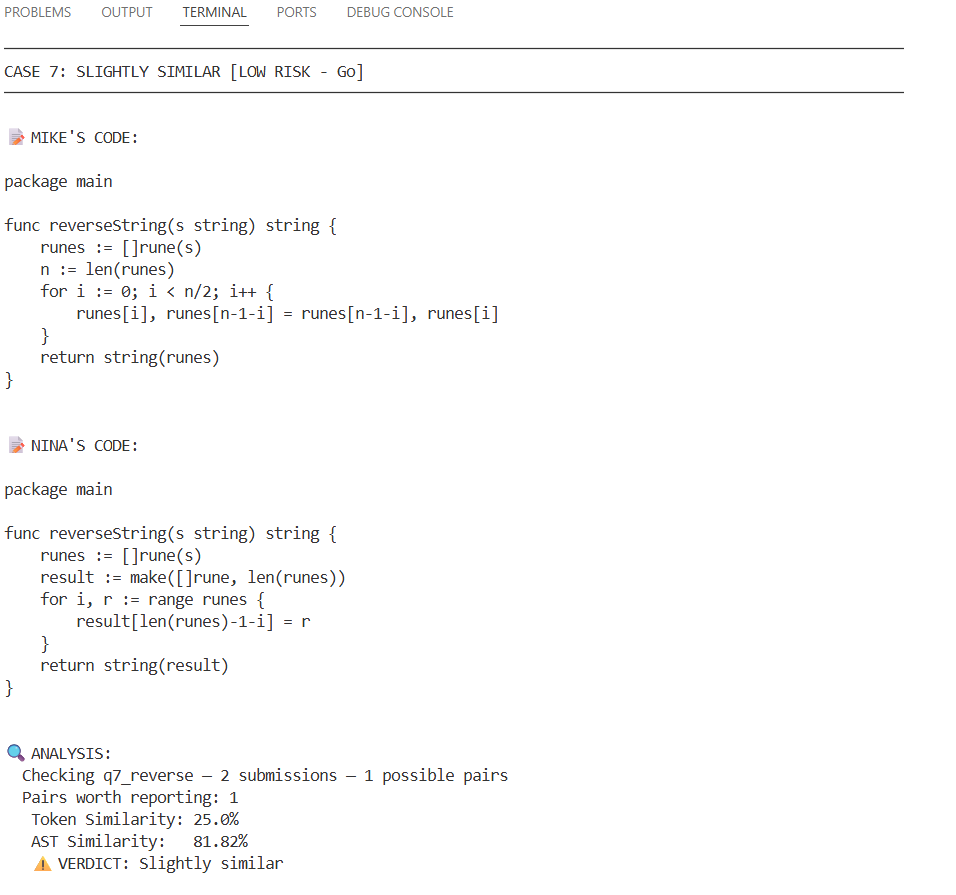 PROBLEMS OUTPUT TERMINAL PORTS DEBUG CONSOLE
CASE 7: SLIGHTLY SIMILAR [LOW RISK - Go]
📝 MIKE'S CODE:
package main
func reverseString(s string) string {
    runes := []rune(s)
    n := len(runes)
    for i := 0; i < n/2; i++ {
        runes[i], runes[n-1-i] = runes[n-1-i], runes[i]
    }
    return string(runes)
}
📝 NINA'S CODE:
package main
func reverseString(s string) string {
    runes := []rune(s)
    result := make([]rune, len(runes))
    for i, r := range runes {
        result[len(runes)-1-i] = r
    }
    return string(result)
}
🔍 ANALYSIS:
  Checking q7_reverse — 2 submissions — 1 possible pairs
  Pairs worth reporting: 1
   Token Similarity: 25.0%
   AST Similarity:   81.82%
   ⚠️ VERDICT: Slightly similar